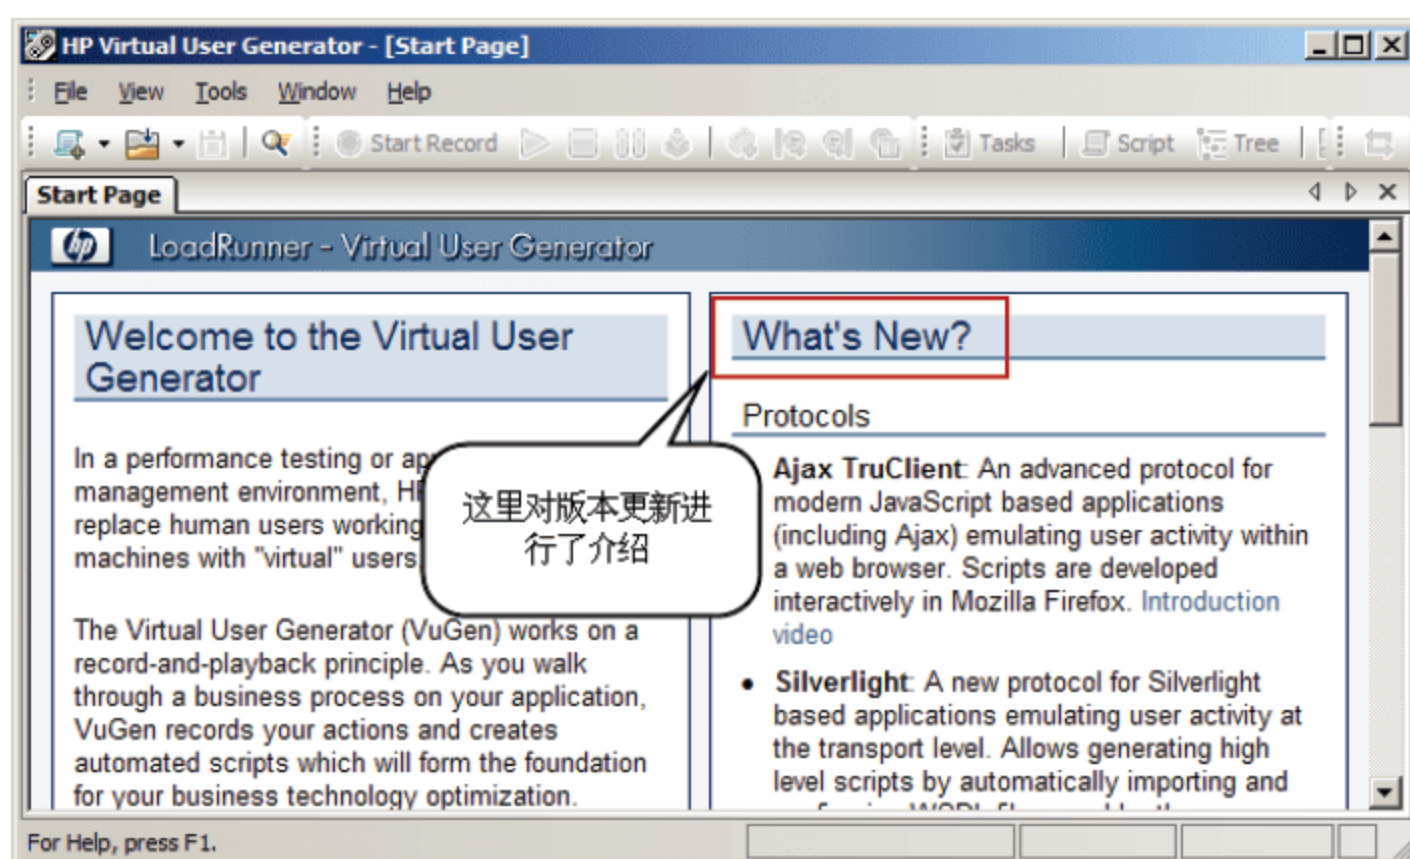 HP Virtual User Generator - [Start Page]
File View Tools Window Help
Start Record Tasks Script Tree
Start Page
hp LoadRunner - Virtual User Generator
Welcome to the Virtual User
Generator
In a performance testing or
management environment,
replace human users working
machines with "virtual" users
The Virtual User Generator (VuGen) works on a
record-and-playback principle. As you walk
through a business process on your application,
VuGen records your actions and creates
automated scripts which will form the foundation
for your business technology optimization.
这里对版本更新进
行了介绍
What's New?
Protocols
Ajax TruClient: An advanced protocol for
modern JavaScript based applications
(including Ajax) emulating user activity within
a web browser. Scripts are developed
interactively in Mozilla Firefox. Introduction
video
• Silverlight: A new protocol for Silverlight
based applications emulating user activity at
the transport level. Allows generating high
level scripts by automatically importing and
For Help, press F1.